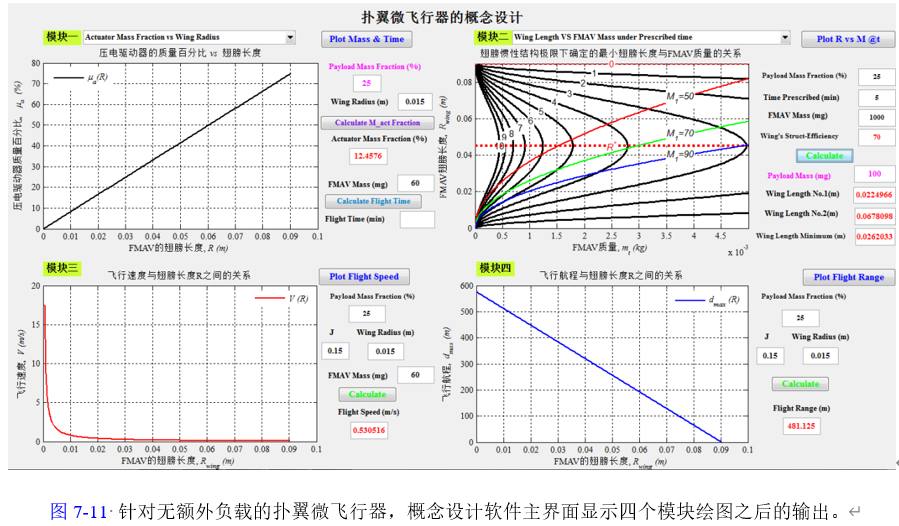 扑翼微飞行器的概念设计
模块一
Actuator Mass Fraction vs Wing Radius
Plot Mass & Time
压电驱动器的质量百分比 vs 翅膀长度
μa(R)
压电驱动器质量百分比, μa (%)
80
70
60
50
40
30
20
10
0
0
0.01
0.02
0.03
0.04
0.05
0.06
0.07
0.08
0.09
0.1
FMAV的翅膀长度, R (m)
Payload Mass Fraction (%)
25
Wing Radius (m)
0.015
Calculate M_act Fraction
Actuator Mass Fraction (%)
12.4576
FMAV Mass (mg)
60
Calculate Flight Time
Flight Time (min)
模块二
Wing Length VS FMAV Mass under Prescribed time
Plot R vs M @t
翅膀惯性结构极限下确定的最小翅膀长度与FMAV质量的关系
FMAV翅膀长度, Rwing (m)
0.08
0.06
0.04
0.02
0
0
1
2
3
4
5
6
7
8
9
10
M1=50
M1=70
M1=90
R
0
0.5
1
1.5
2
2.5
3
3.5
4
4.5
5
x 10-3
FMAV质量, mt (kg)
Payload Mass Fraction (%)
25
Time Prescribed (min)
5
FMAV Mass (mg)
1000
Wing's Struct-Efficiency
70
Calculate
Payload Mass (mg)
100
Wing Length No.1(m)
0.0224966
Wing Length No.2(m)
0.0678098
Wing Length Minimum (m)
0.0262033
模块三
飞行速度与翅膀长度R之间的关系
Plot Flight Speed
V (R)
飞行速度, V (m/s)
20
15
10
5
0
0
0.01
0.02
0.03
0.04
0.05
0.06
0.07
0.08
0.09
0.1
FMAV的翅膀长度, Rwing (m)
Payload Mass Fraction (%)
25
J Wing Radius (m)
0.15 0.015
FMAV Mass (mg)
60
Calculate
Flight Speed (m/s)
0.530516
模块四
飞行航程与翅膀长度R之间的关系
Plot Flight Range
dmax (R)
飞行航程, dmax (m)
600
500
400
300
200
100
0
0
0.01
0.02
0.03
0.04
0.05
0.06
0.07
0.08
0.09
0.1
FMAV的翅膀长度, Rwing (m)
Payload Mass Fraction (%)
25
J Wing Radius (m)
0.15 0.015
Calculate
Flight Range (m)
481.125
图 7-11· 针对无额外负载的扑翼微飞行器，概念设计软件主界面显示四个模块绘图之后的输出。↵